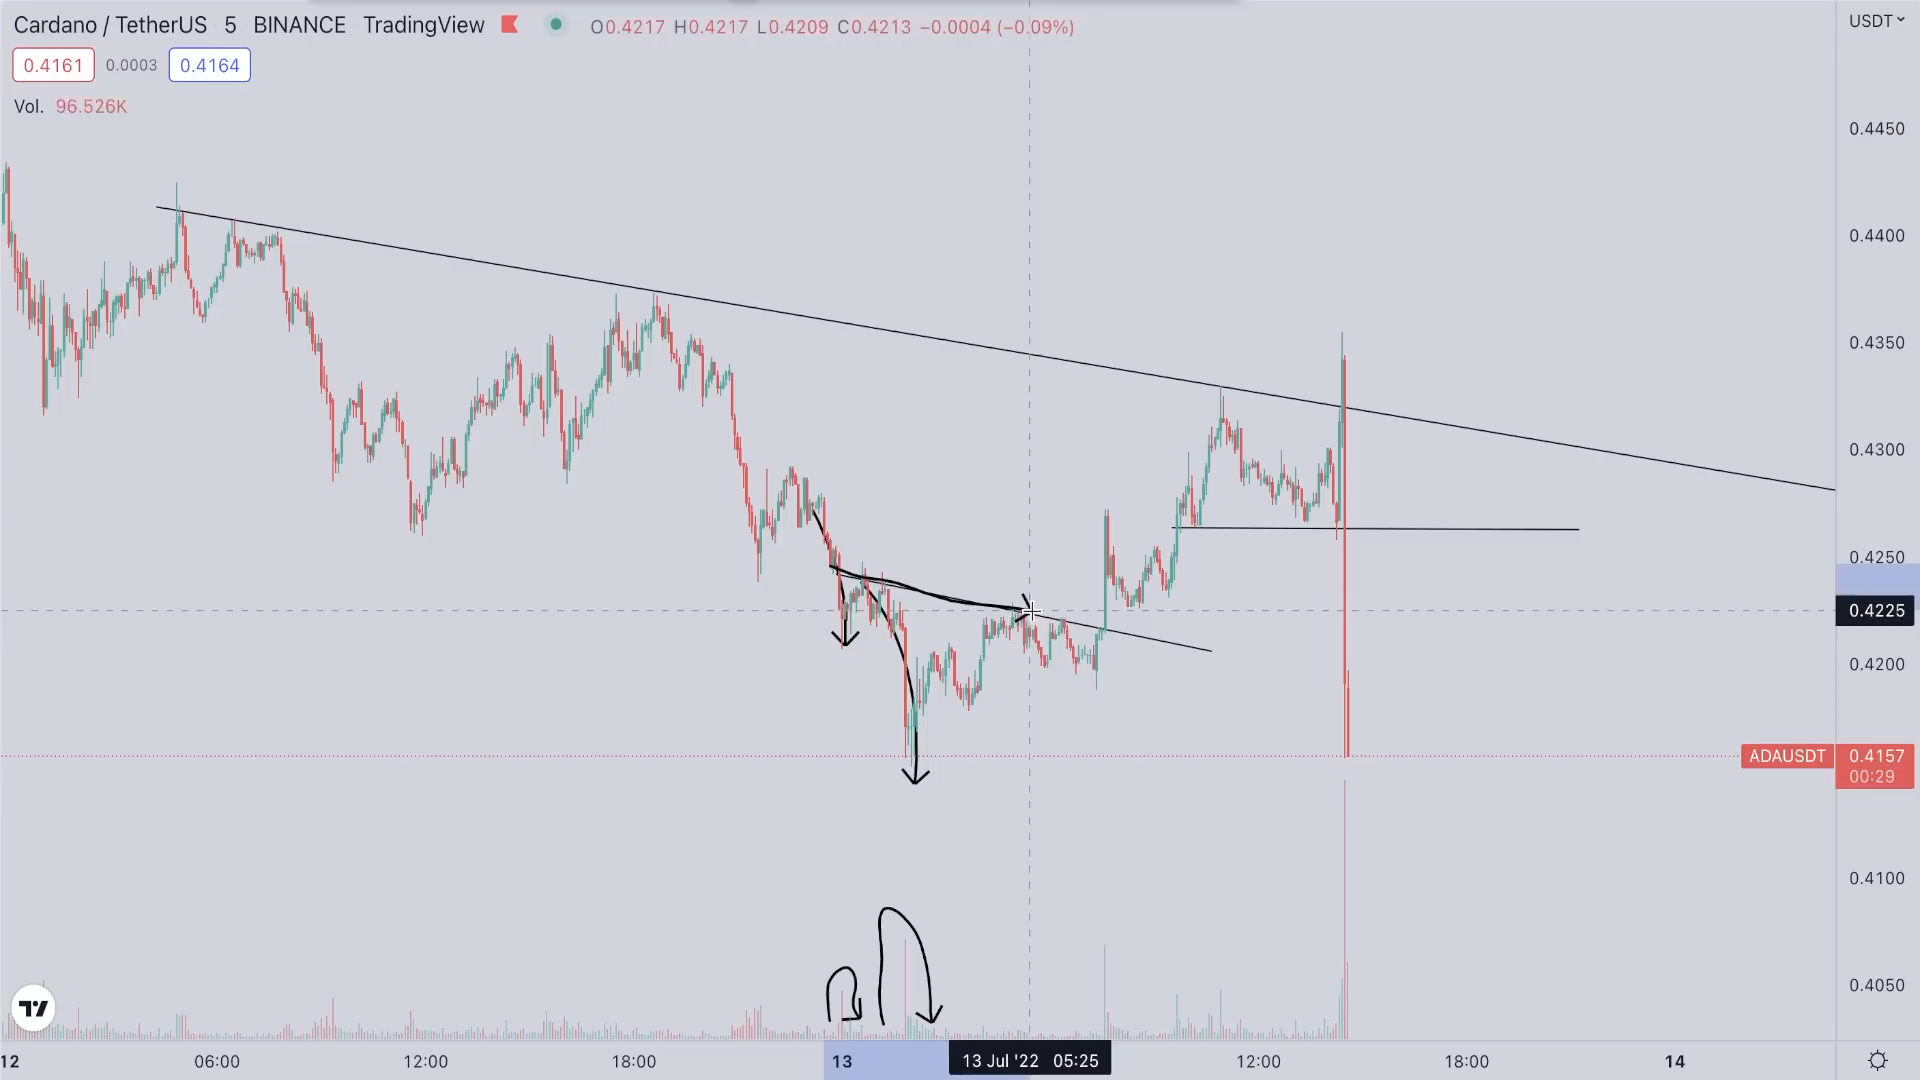 Cardano / TetherUS 5 BINANCE TradingView O0.4217 H0.4217 L0.4209 C0.4213 −0.0004 (−0.09%)
USDT
0.4161 0.0003 0.4164
Vol. 96.526K
0.4450
0.4400
0.4350
0.4300
0.4250
0.4225
0.4200
ADAUSDT 0.4157
00:29
0.4100
0.4050
12 06:00 12:00 18:00 13 13 Jul '22 05:25 12:00 18:00 14